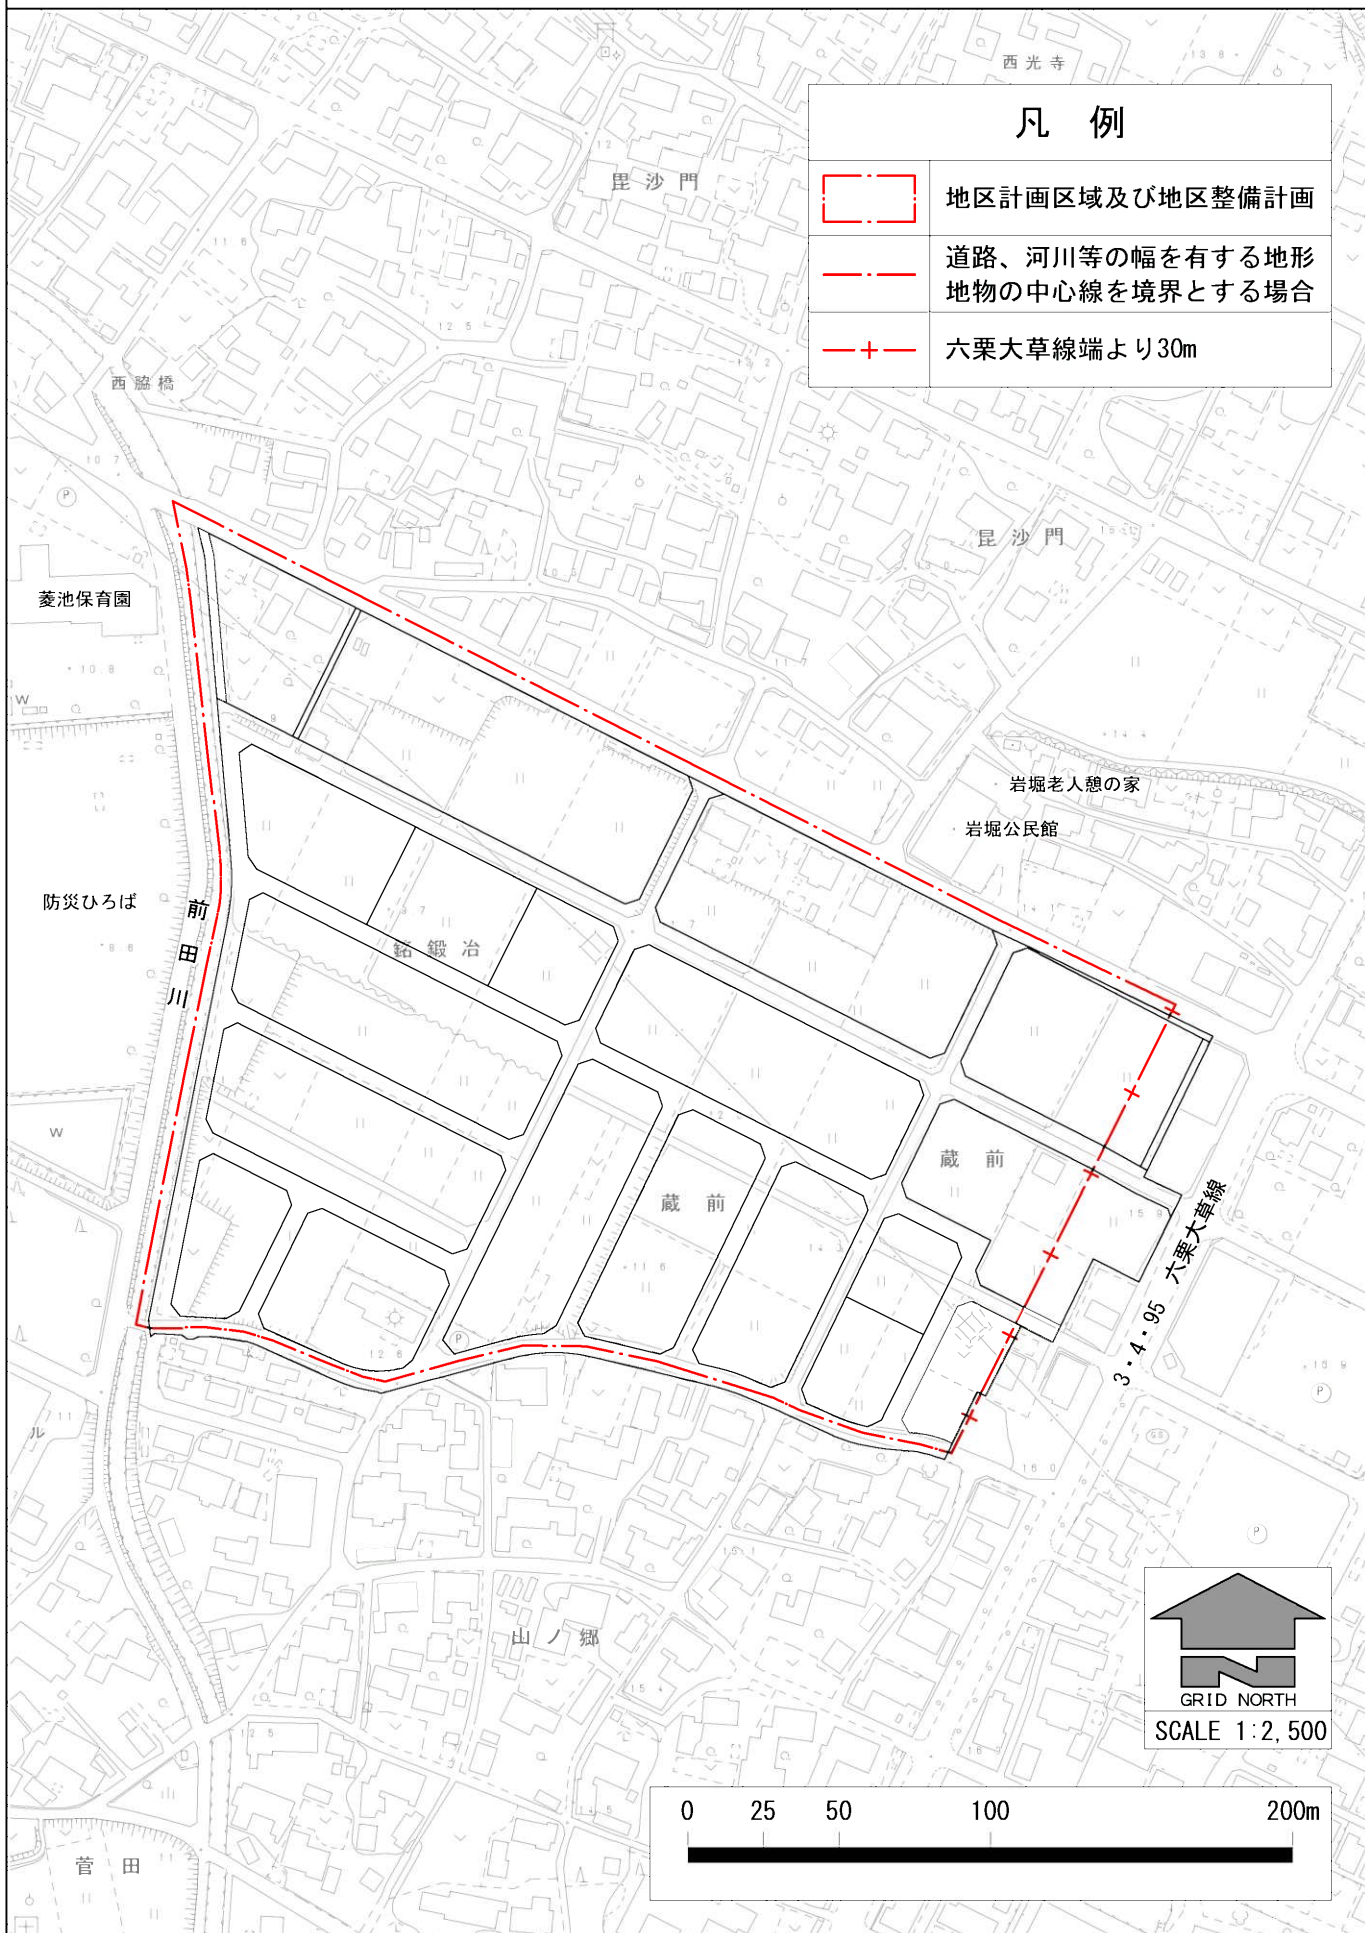 西光寺
凡 例
地区計画区域及び地区整備計画
道路、河川等の幅を有する地形
地物の中心線を境界とする場合
六栗大草線端より30m
毘沙門
西脇橋
P
昆沙門
菱池保育園
W
岩堀老人憩の家
岩堀公民館
防災ひろば
前田川
銘鍛冶
W
蔵前
蔵前
3・4・95 六栗大草線
P
P
P
山ノ郷
GRID NORTH
SCALE 1:2,500
0 25 50 100 200m
菅田